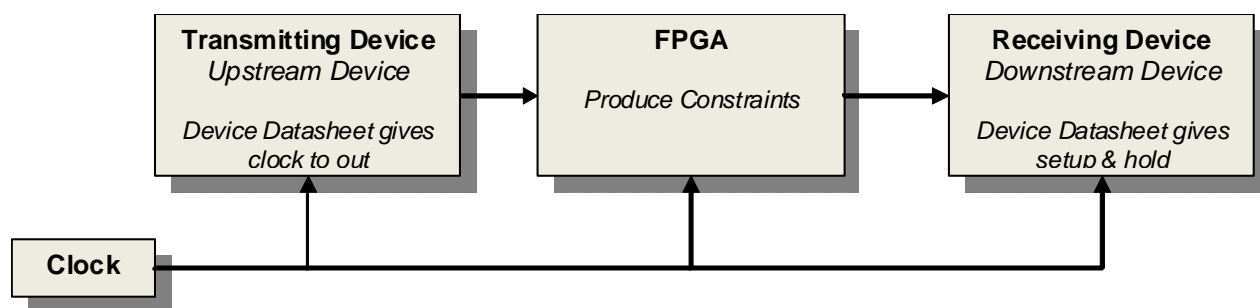 Transmitting Device
Upstream Device
Device Datasheet gives
clock to out
FPGA
Produce Constraints
Receiving Device
Downstream Device
Device Datasheet gives
setup & hold
Clock